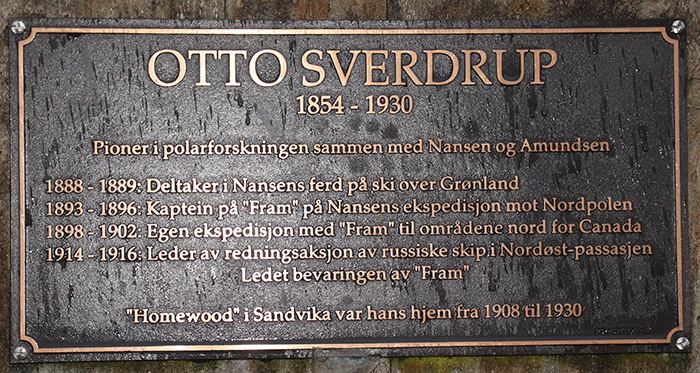 OTTO SVERDRUP
1854 - 1930
Pioner i polarforskningen sammen med Nansen og Amundsen
1888 - 1889: Deltaker i Nansens ferd på ski over Grønland
1893 - 1896: Kaptein på "Fram" på Nansens ekspedisjon mot Nordpolen
1898 - 1902: Egen ekspedisjon med "Fram" til områdene nord for Canada
1914 - 1916: Leder av redningsaksjon av russiske skip i Nordøst-passasjen
Ledet bevaringen av "Fram"
"Homewood" i Sandvika var hans hjem fra 1908 til 1930